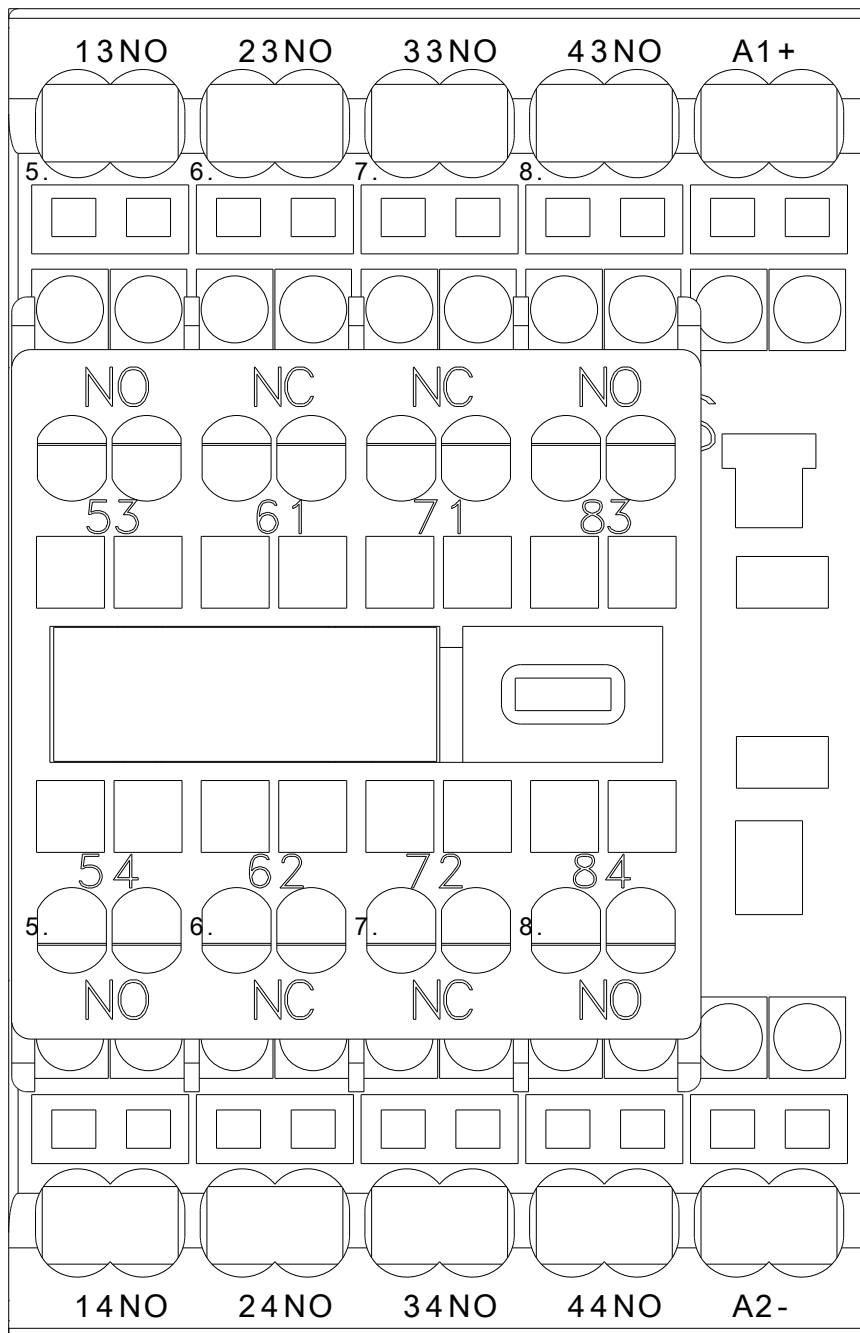 13NO 23NO 33NO 43NO A1+
5. 6. 7. 8.
NO NC NC NO
53 61 71 83
54 62 72 84
5. 6. 7. 8.
NO NC NC NO
14NO 24NO 34NO 44NO A2-